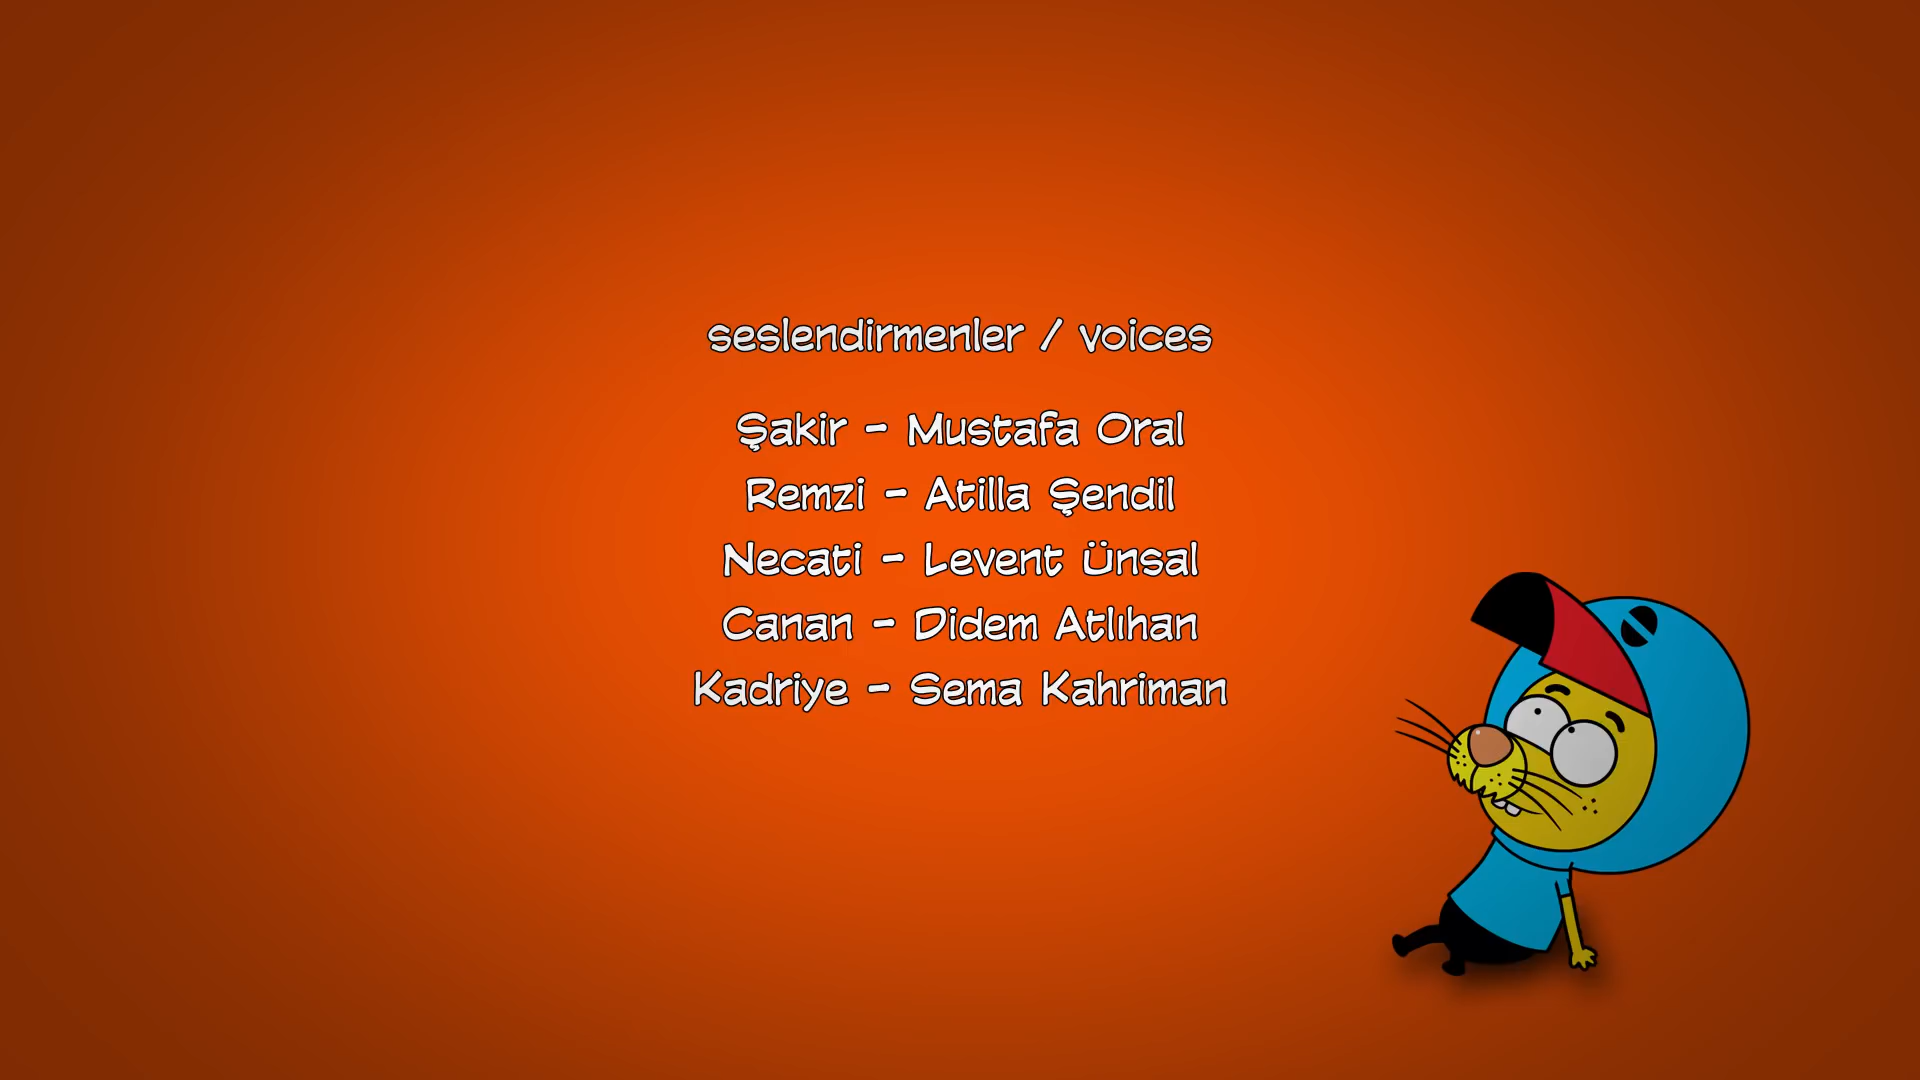 seslendirmenler / voices
Şakir - Mustafa Oral
Remzi - Atilla Şendil
Necati - Levent Ünsal
Canan - Didem Atlıhan
Kadriye - Sema Kahriman